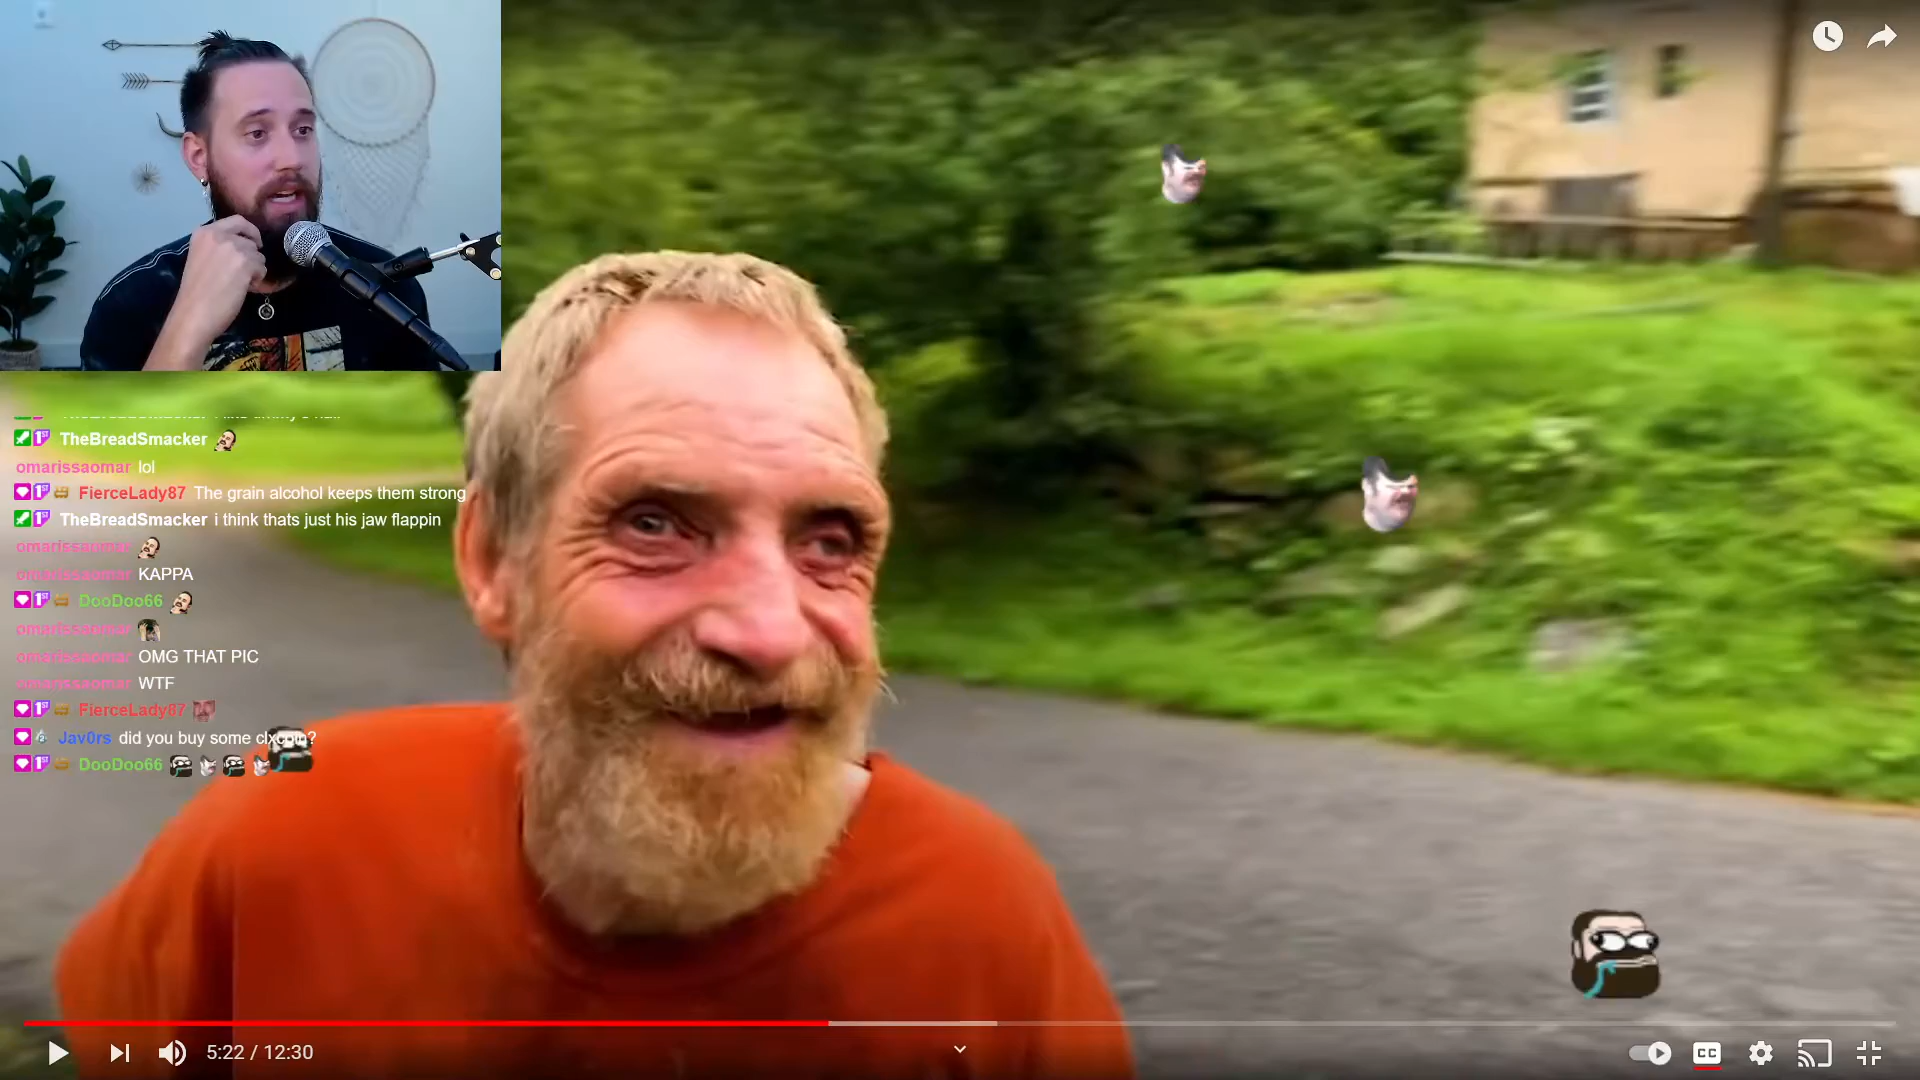 TheBreadSmacker
omarissaomar lol
FierceLady87 The grain alcohol keeps them strong
TheBreadSmacker i think thats just his jaw flappin
omarissaomar
omarissaomar KAPPA
DooDoo66
omarissaomar
omarissaomar OMG THAT PIC
omarissaomar WTF
FierceLady87
Jav0rs did you buy some clxcoin?
DooDoo66
5:22 / 12:30
CC